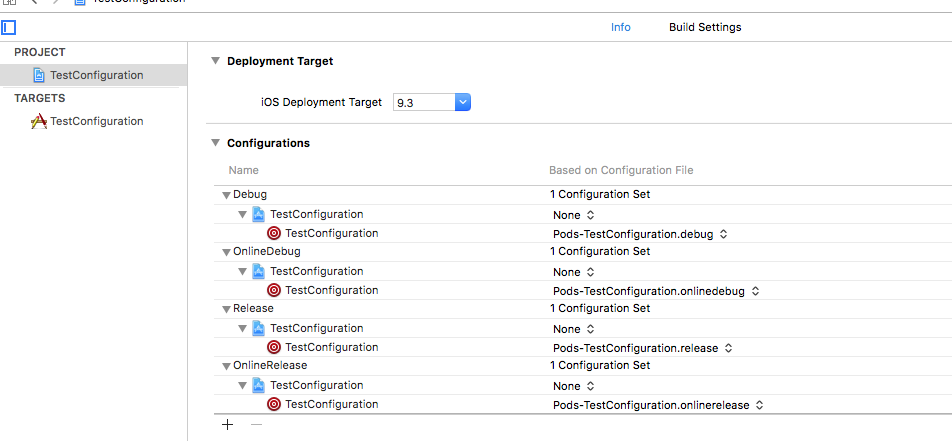 TestConfiguration
Info Build Settings
PROJECT
TestConfiguration
TARGETS
TestConfiguration
Deployment Target
iOS Deployment Target 9.3
Configurations
Name Based on Configuration File
Debug 1 Configuration Set
TestConfiguration None
TestConfiguration Pods-TestConfiguration.debug
OnlineDebug 1 Configuration Set
TestConfiguration None
TestConfiguration Pods-TestConfiguration.onlinedebug
Release 1 Configuration Set
TestConfiguration None
TestConfiguration Pods-TestConfiguration.release
OnlineRelease 1 Configuration Set
TestConfiguration None
TestConfiguration Pods-TestConfiguration.onlinerelease